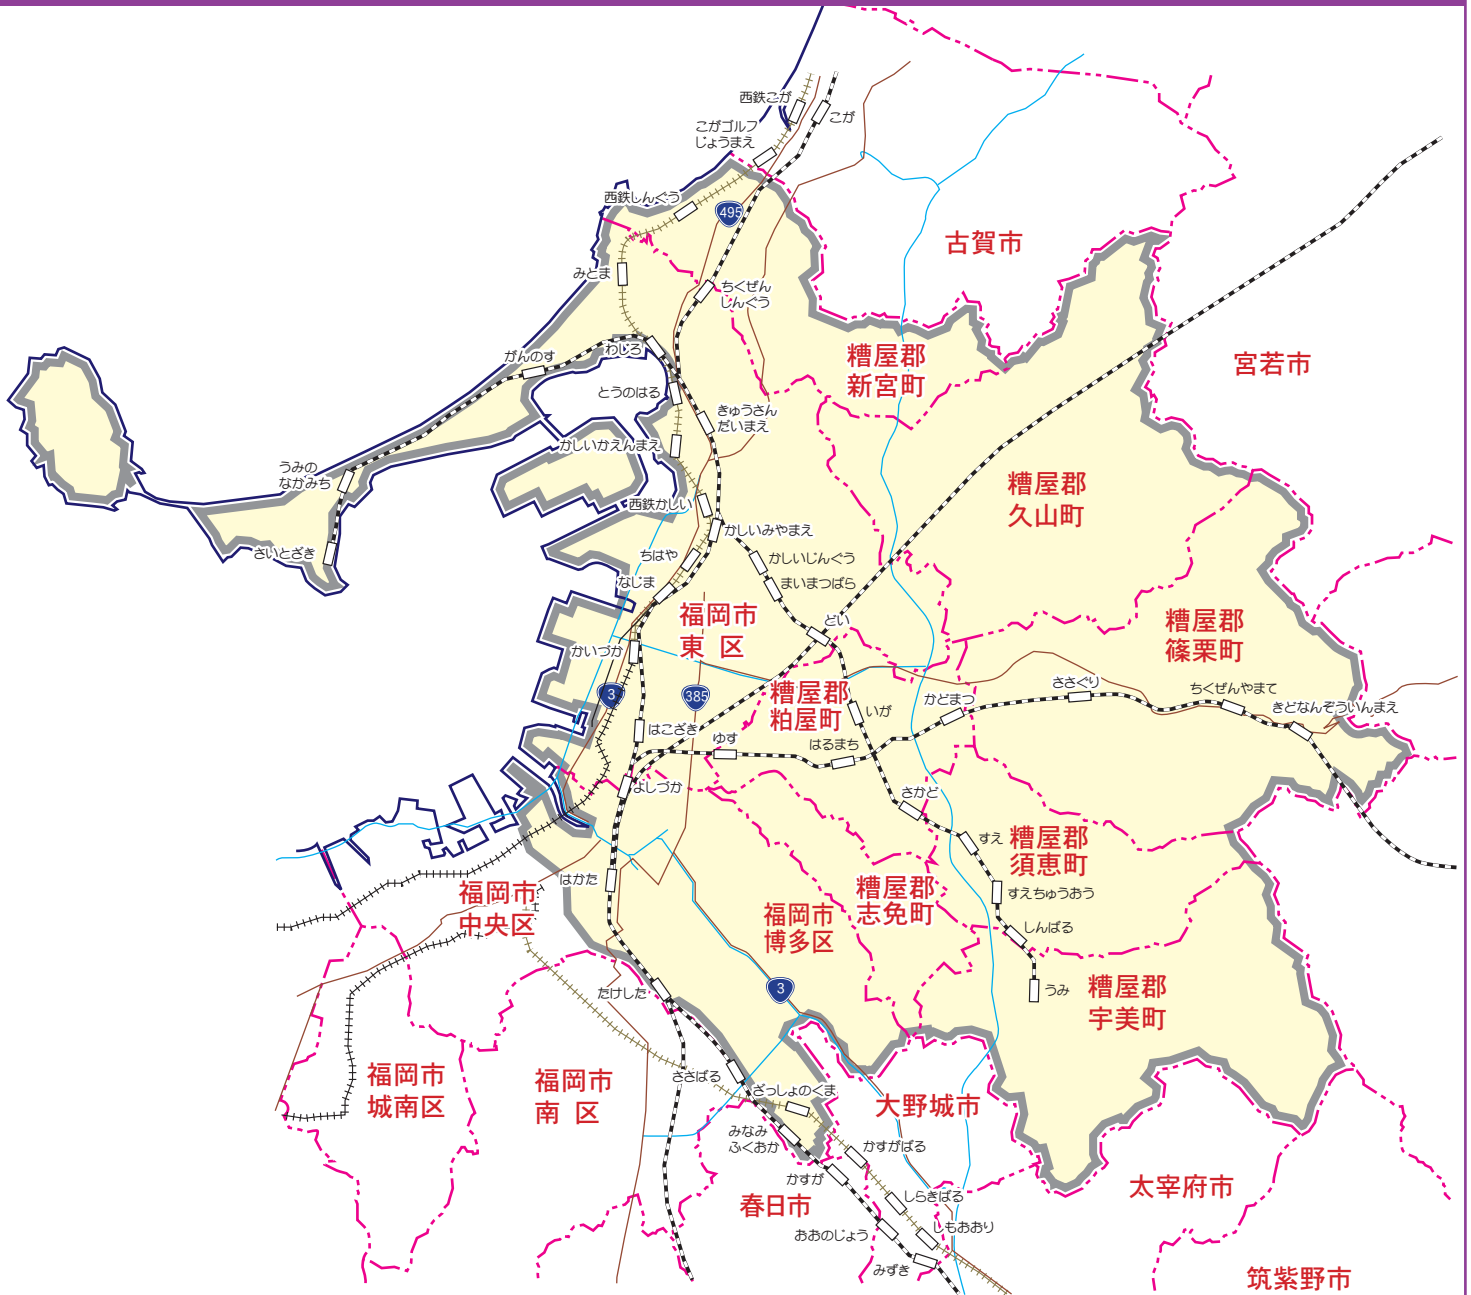 西鉄こが
こが
こがゴルフ
じょうまえ
西鉄しんぐう
495
古賀市
みとま
ちくぜん
しんぐう
わじろ
がんのす
糟屋郡
新宮町
宮若市
とうのはる
きゅうさん
だいまえ
かしいかえんまえ
うみの
なかみち
糟屋郡
久山町
西鉄かしい
かしいみやまえ
さいとざき
ちはや
かしいじんぐう
なじま
まいまつばら
福岡市
東 区
どい
糟屋郡
篠栗町
かいづか
3
385
糟屋郡
粕屋町
いが
かどまつ
ささぐり
ちくぜんやまて
きどなんぞういんまえ
はこざき
ゆす
はるまち
よしづか
さかど
すえ
糟屋郡
須恵町
はかた
福岡市
中央区
糟屋郡
志免町
すえちゅうおう
福岡市
博多区
しんばる
たけした
3
うみ
糟屋郡
宇美町
福岡市
城南区
福岡市
南 区
ささばる
ざっしょのくま
大野城市
みなみ
ふくおか
かすがばる
かすが
春日市
しらきばる
太宰府市
おおのじょう
しもおおり
みずき
筑紫野市